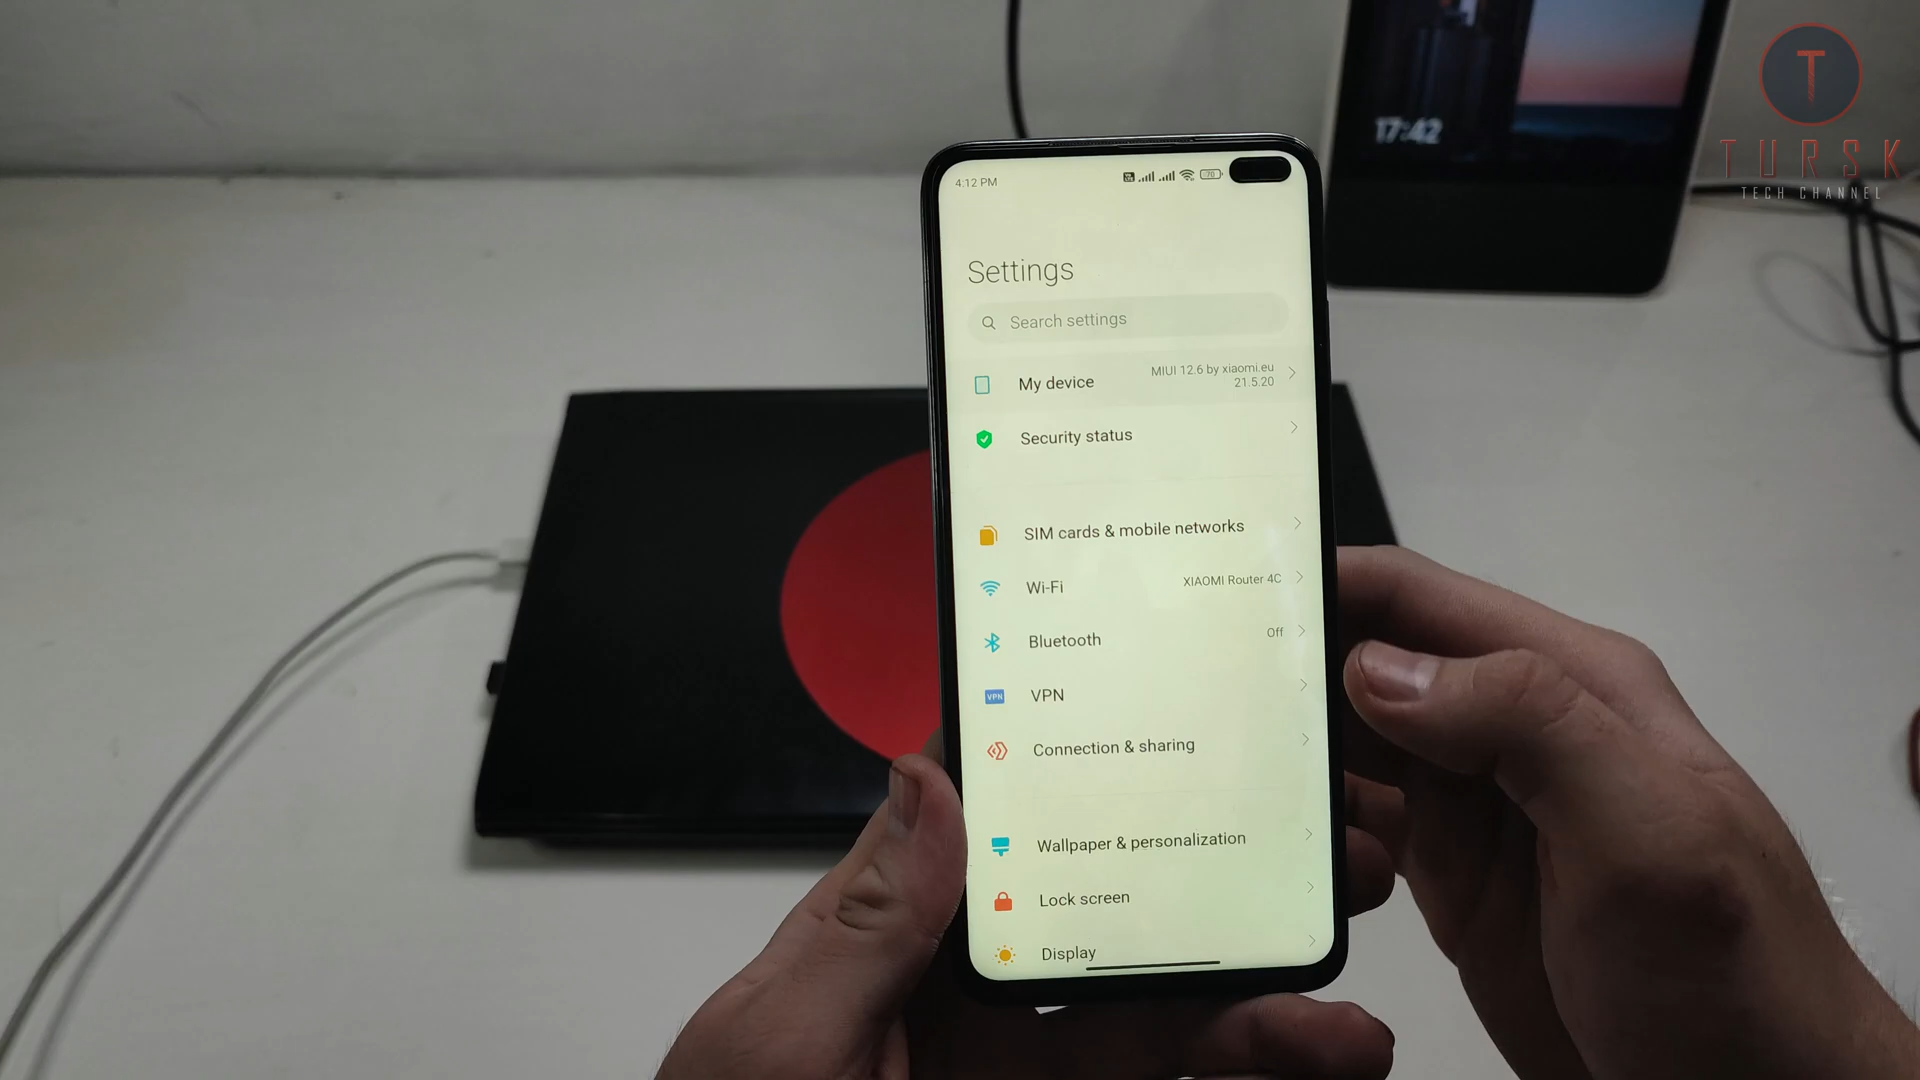 T
TURSK
TECH CHANNEL
17:42
4:12 PM
70
Settings
Search settings
My device
MIUI 12.6 by xiaomi.eu
21.5.20
Security status
SIM cards & mobile networks
Wi-Fi
XIAOMI Router 4C
Bluetooth
Off
VPN
VPN
Connection & sharing
Wallpaper & personalization
Lock screen
Display